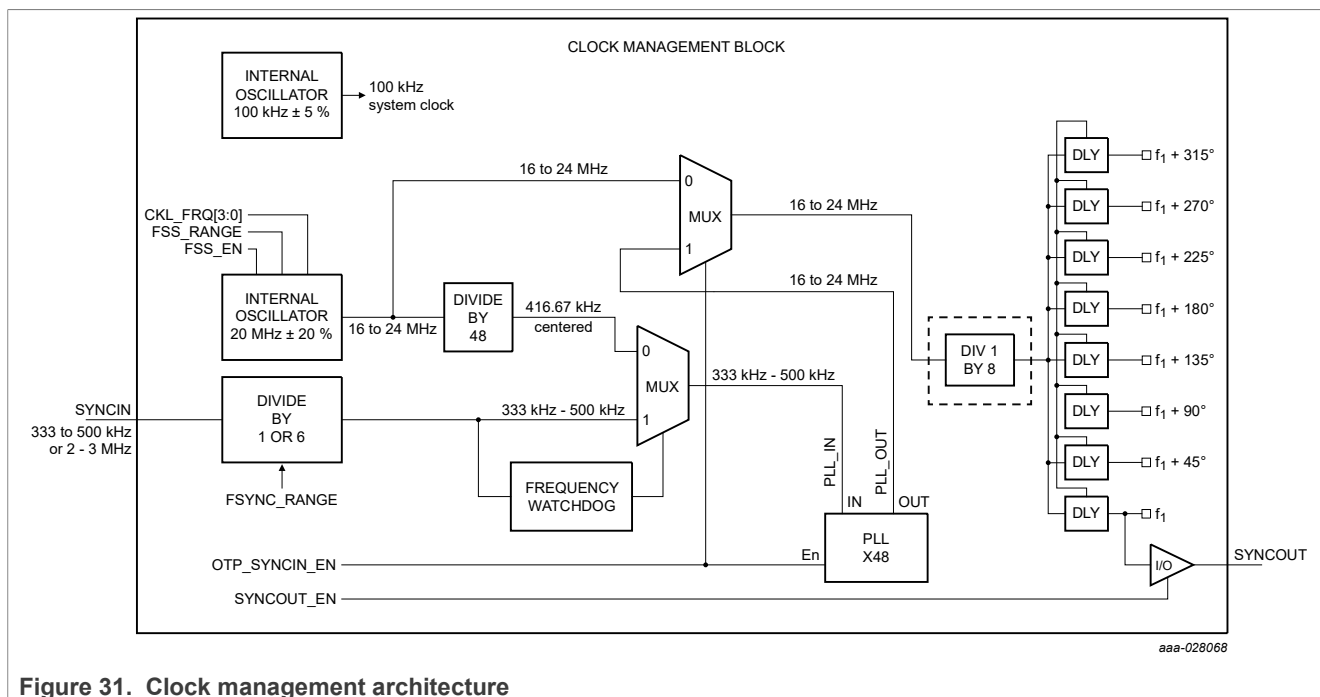 CLOCK MANAGEMENT BLOCK
INTERNAL
OSCILLATOR
100 kHz ± 5 %
100 kHz
system clock
CKL_FRQ[3:0]
FSS_RANGE
FSS_EN
INTERNAL
OSCILLATOR
20 MHz ± 20 %
16 to 24 MHz
DIVIDE
BY
48
416.67 kHz
centered
16 to 24 MHz
0
MUX
1
16 to 24 MHz
16 to 24 MHz
0
MUX
1
333 kHz - 500 kHz
SYNCIN
333 to 500 kHz
or 2 - 3 MHz
DIVIDE
BY
1 OR 6
FSYNC_RANGE
333 kHz - 500 kHz
FREQUENCY
WATCHDOG
PLL_IN
PLL_OUT
IN
OUT
En
PLL
X48
OTP_SYNCIN_EN
SYNCOUT_EN
DIV 1
BY 8
DLY
f1 + 315°
DLY
f1 + 270°
DLY
f1 + 225°
DLY
f1 + 180°
DLY
f1 + 135°
DLY
f1 + 90°
DLY
f1 + 45°
DLY
f1
I/O
SYNCOUT
aaa-028068
Figure 31. Clock management architecture